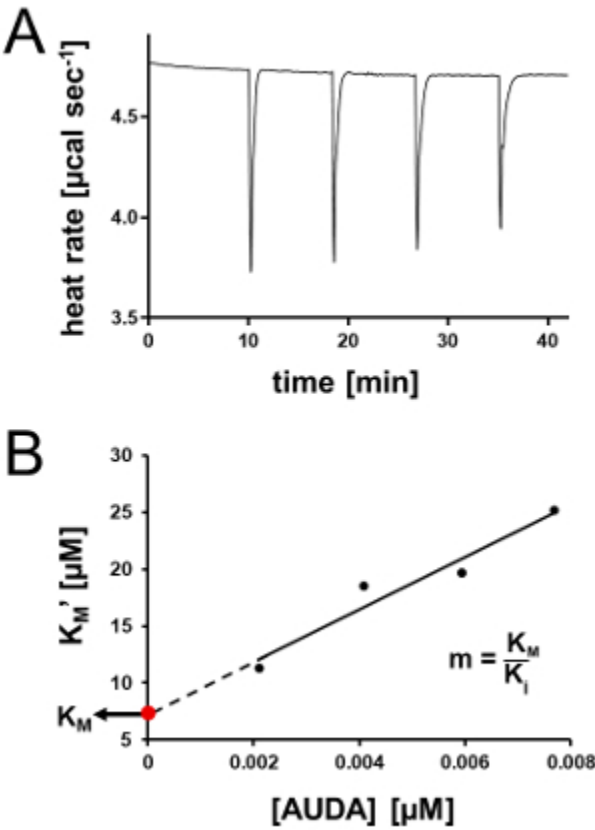 A
heat rate [µcal sec⁻¹]
4.5
4.0
3.5
0 10 20 30 40
time [min]
B
K_M' [µM]
30
25
20
15
10
5
K_M
m = K_M / K_i
0 0.002 0.004 0.006 0.008
[AUDA] [µM]